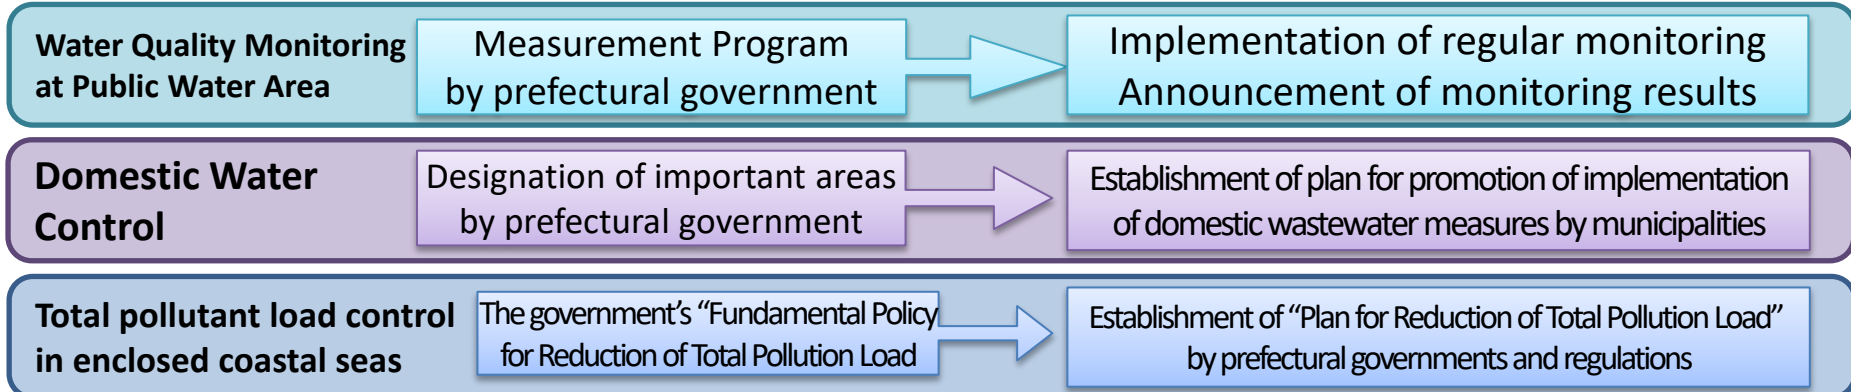 Water Quality Monitoring
at Public Water Area
Measurement Program
by prefectural government
Implementation of regular monitoring
Announcement of monitoring results
Domestic Water
Control
Designation of important areas
by prefectural government
Establishment of plan for promotion of implementation
of domestic wastewater measures by municipalities
Total pollutant load control
in enclosed coastal seas
The government’s “Fundamental Policy
for Reduction of Total Pollution Load
Establishment of “Plan for Reduction of Total Pollution Load”
by prefectural governments and regulations